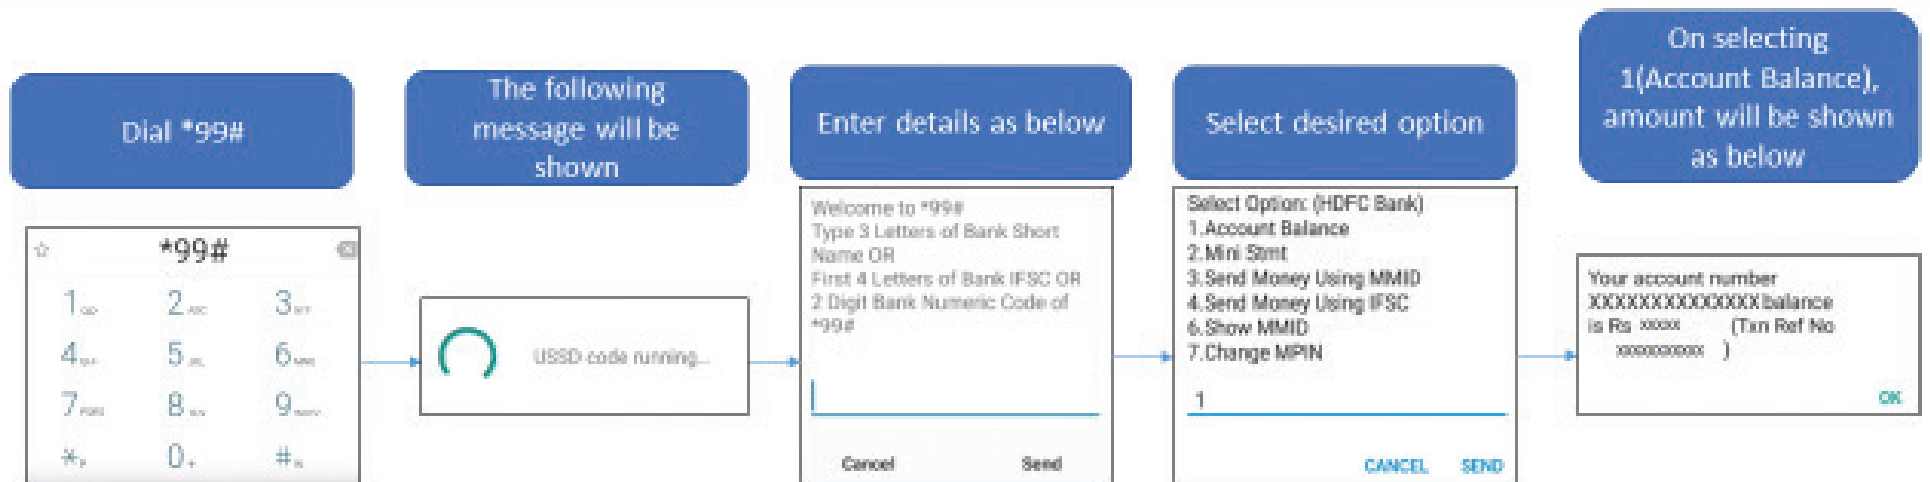 Dial *99#
The following
message will be
shown
Enter details as below
Select desired option
On selecting
1(Account Balance),
amount will be shown
as below
*99#
1 2 ABC 3
4 5 6
7 8 9
* 0 + #
USSD code running...
Welcome to *99#
Type 3 Letters of Bank Short
Name OR
First 4 Letters of Bank IFSC OR
2 Digit Bank Numeric Code of
*99#
Cancel Send
Select Option: (HDFC Bank)
1.Account Balance
2.Mini Stmt
3.Send Money Using MMID
4.Send Money Using IFSC
6.Show MMID
7.Change MPIN
1
CANCEL SEND
Your account number
XXXXXXXXXXXXXX balance
is Rs xxxxx (Txn Ref No
xxxxxxxxxx )
OK